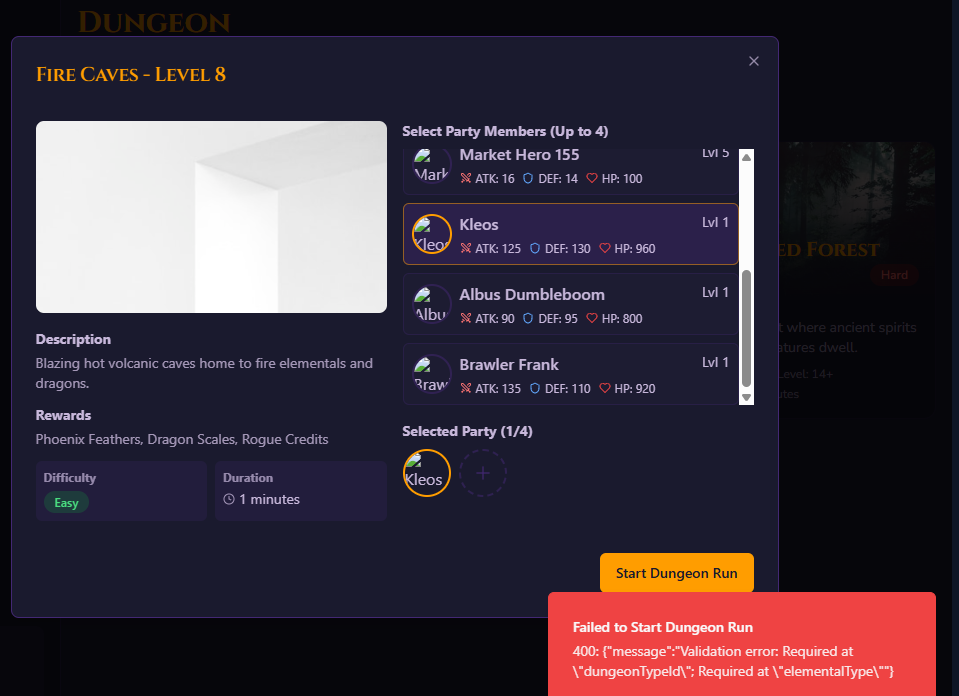 Dungeon
Fire Caves - Level 8
Select Party Members (Up to 4)
Mark
Market Hero 155
Lvl 5
ATK: 16 DEF: 14 HP: 100
Kleos
Kleos
Lvl 1
ATK: 125 DEF: 130 HP: 960
Albu
Albus Dumbleboom
Lvl 1
ATK: 90 DEF: 95 HP: 800
Braw
Brawler Frank
Lvl 1
ATK: 135 DEF: 110 HP: 920
Description
Blazing hot volcanic caves home to fire elementals and
dragons.
Rewards
Phoenix Feathers, Dragon Scales, Rogue Credits
Difficulty
Easy
Duration
1 minutes
Selected Party (1/4)
Kleos
+
Start Dungeon Run
ed Forest
Hard
t where ancient spirits
atures dwell.
Level: 14+
utes
Failed to Start Dungeon Run
400: {"message":"Validation error: Required at
\"dungeonTypeId\"; Required at \"elementalType\""}